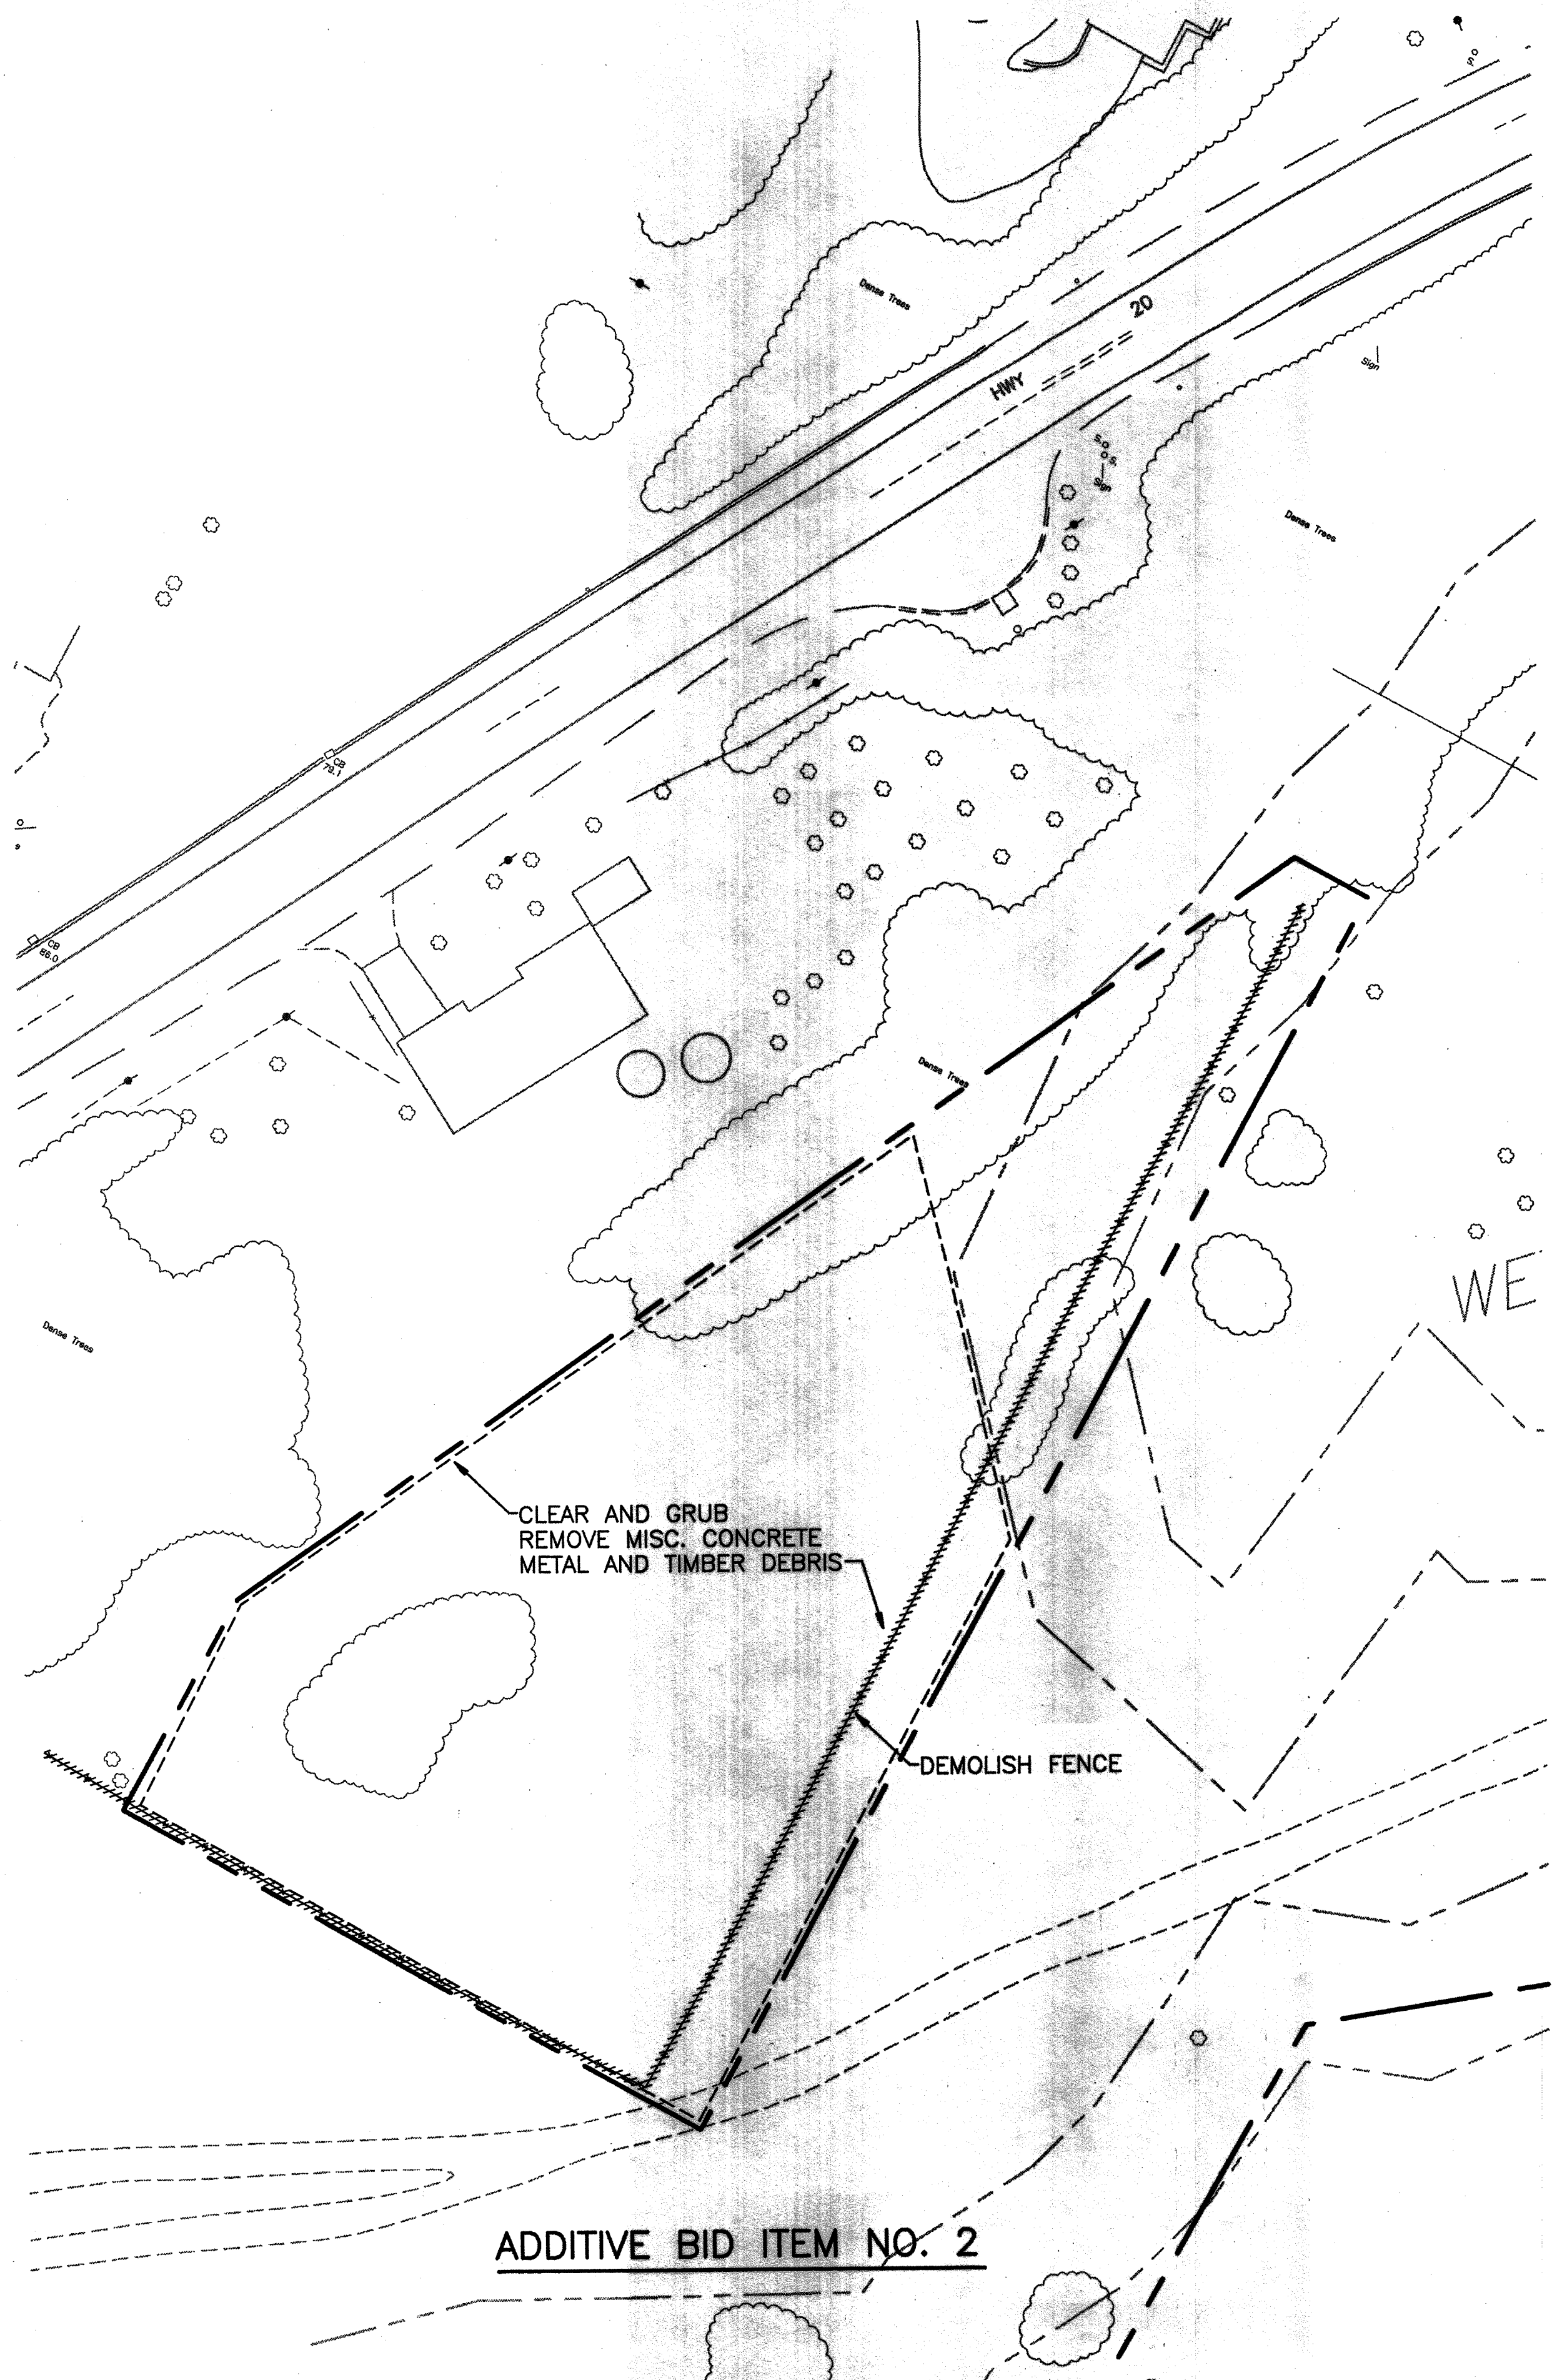 Dense Trees
HWY 20
Sign
Sign
Dense Trees
CB
79.1
CB
86.0
Dense Trees
WE
Dense Trees
CLEAR AND GRUB
REMOVE MISC. CONCRETE
METAL AND TIMBER DEBRIS
DEMOLISH FENCE
ADDITIVE BID ITEM NO. 2